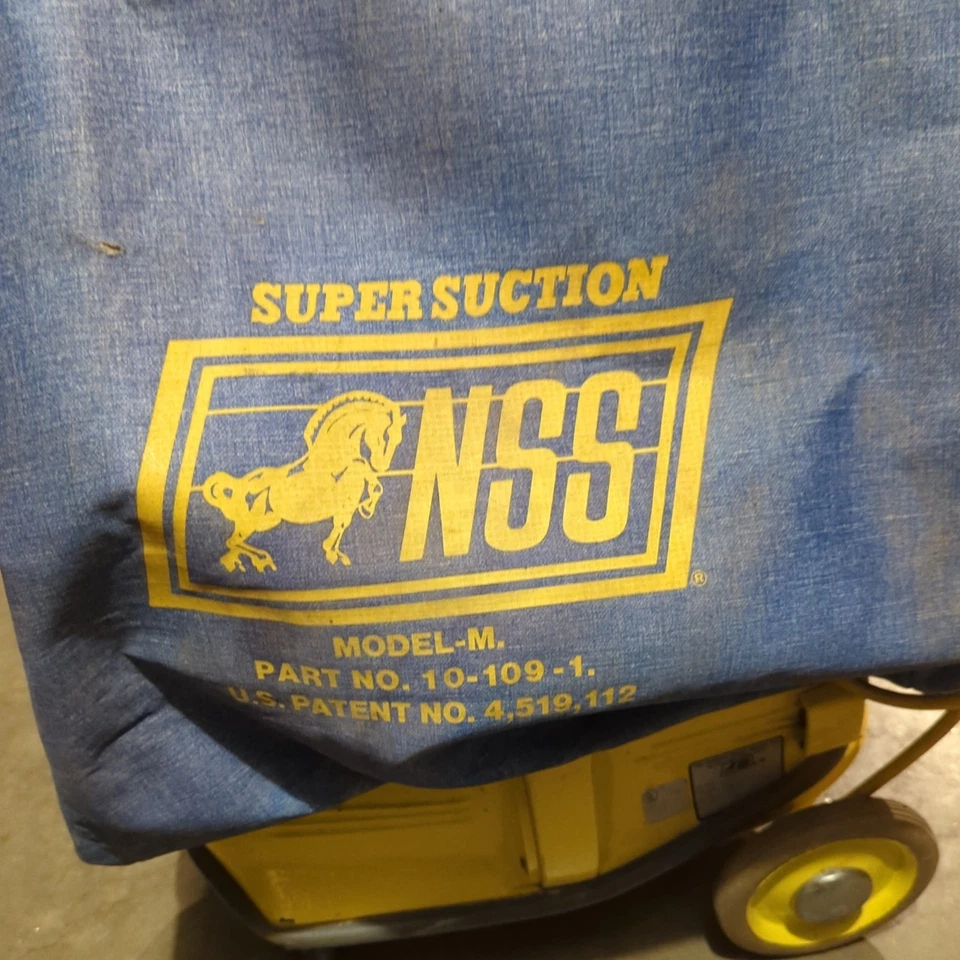 SUPER SUCTION
NSS
®
MODEL-M.
PART NO. 10-109-1.
U.S. PATENT NO. 4,519,112